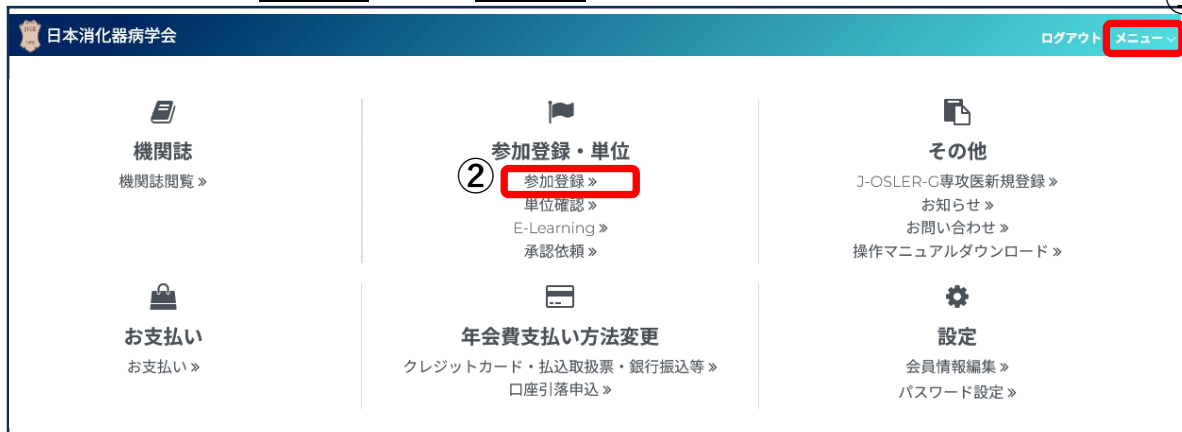 日本消化器病学会
ログアウト メニュー
機関誌
機関誌閲覧 »
参加登録・単位
②
参加登録 »
単位確認 »
E-Learning »
承認依頼 »
その他
J-OSLER-G専攻医新規登録 »
お知らせ »
お問い合わせ »
操作マニュアルダウンロード »
お支払い
お支払い »
年会費支払い方法変更
クレジットカード・払込取扱票・銀行振込等 »
口座引落申込 »
設定
会員情報編集 »
パスワード設定 »